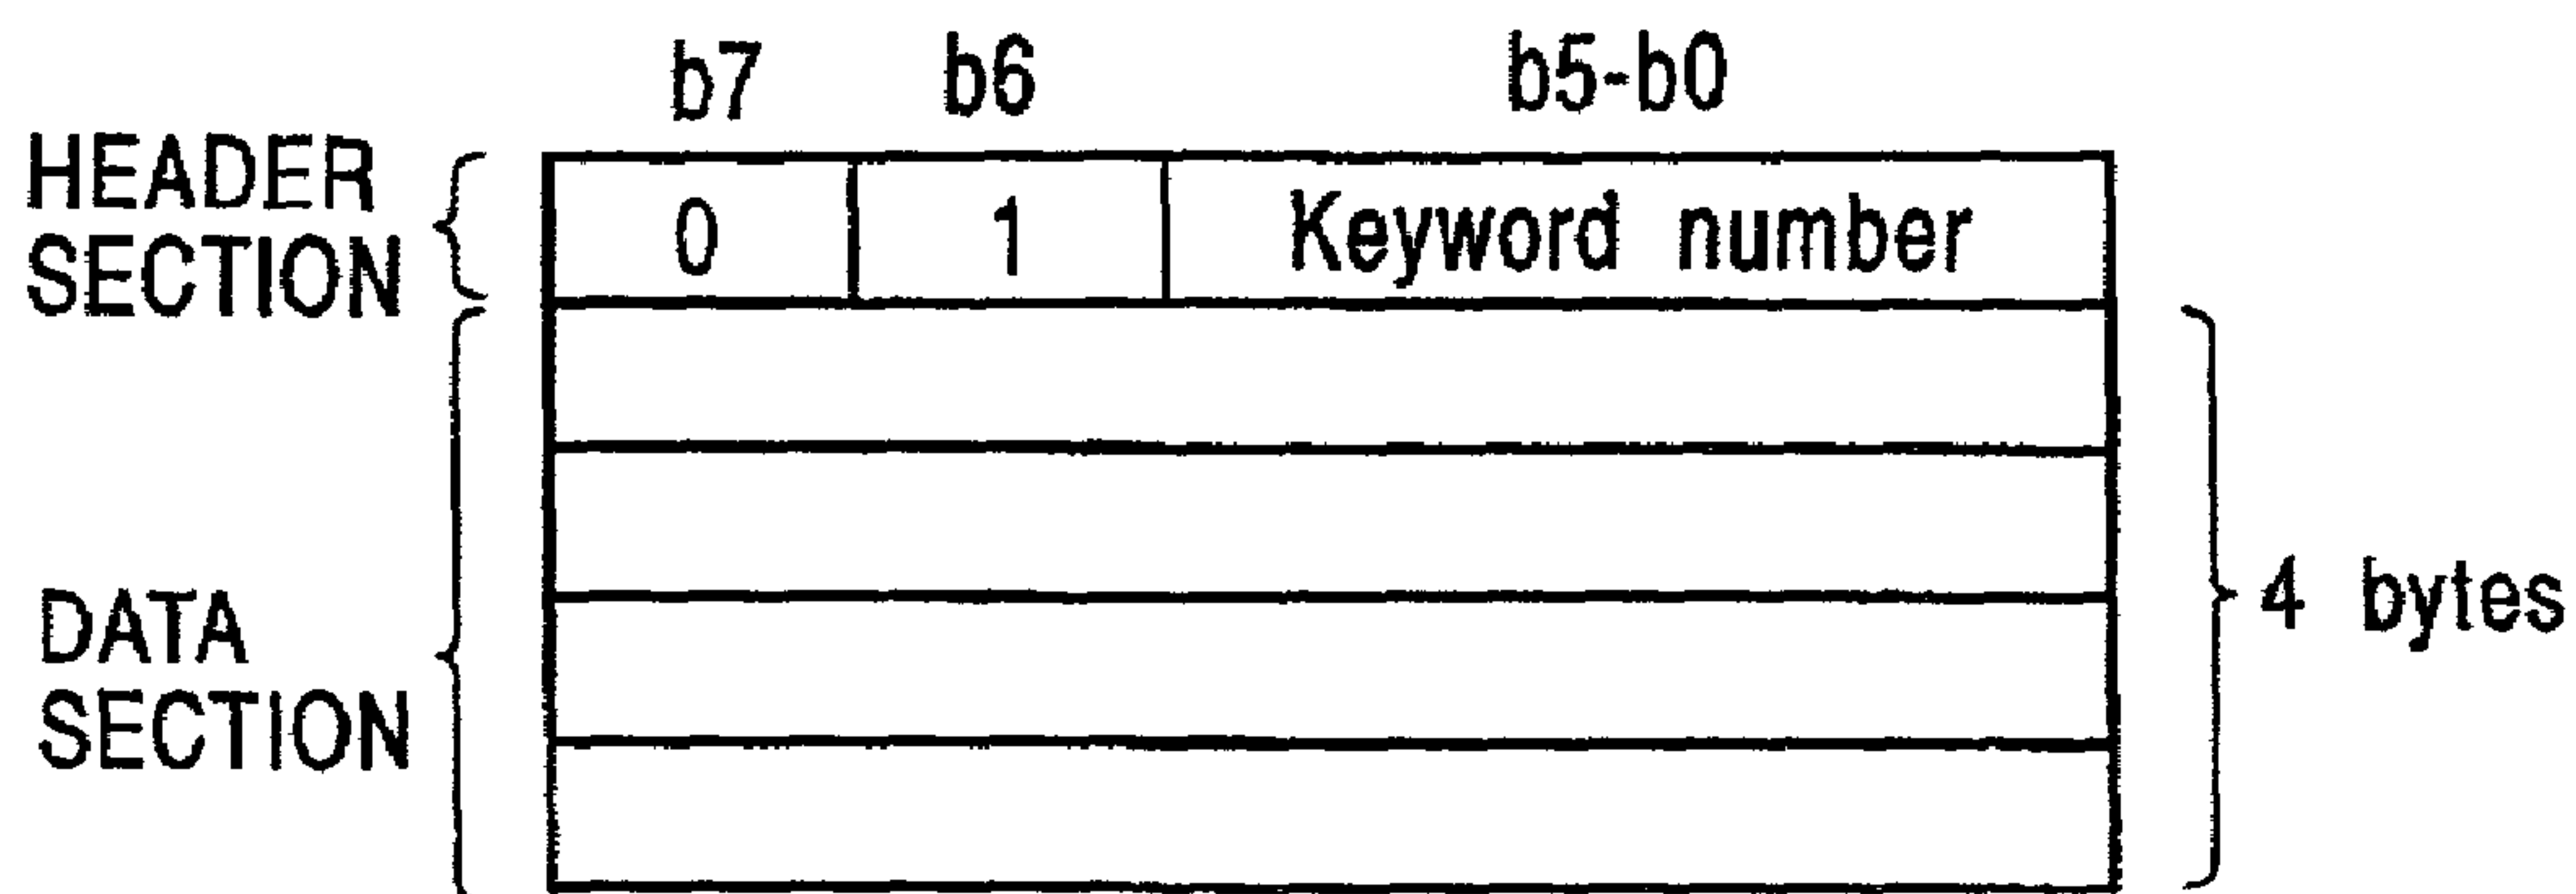 b7 b6 b5-b0
HEADER
SECTION
0 1 Keyword number
DATA
SECTION
4 bytes